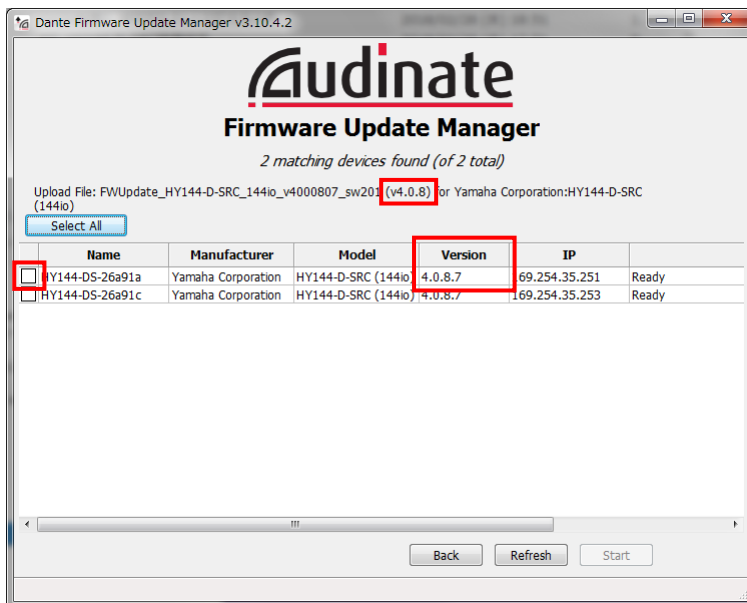 Dante Firmware Update Manager v3.10.4.2
Audinate
Firmware Update Manager
2 matching devices found (of 2 total)
Upload File: FWUpdate_HY144-D-SRC_144io_v4000807_sw201 (v4.0.8) for Yamaha Corporation:HY144-D-SRC
(144io)
Select All
Name Manufacturer Model Version IP
HY144-DS-26a91a Yamaha Corporation HY144-D-SRC (144io) 4.0.8.7 169.254.35.251 Ready
HY144-DS-26a91c Yamaha Corporation HY144-D-SRC (144io) 4.0.8.7 169.254.35.253 Ready
Back Refresh Start